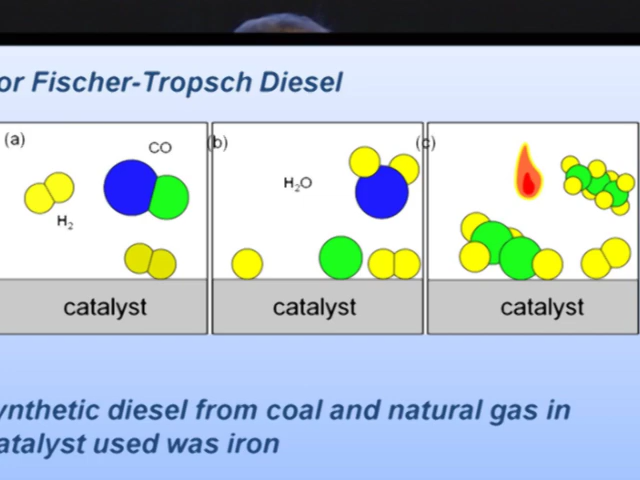 or Fischer-Tropsch Diesel
(a)
CO
H₂
catalyst
(b)
H₂O
catalyst
(c)
catalyst
ynthetic diesel from coal and natural gas in
atalyst used was iron